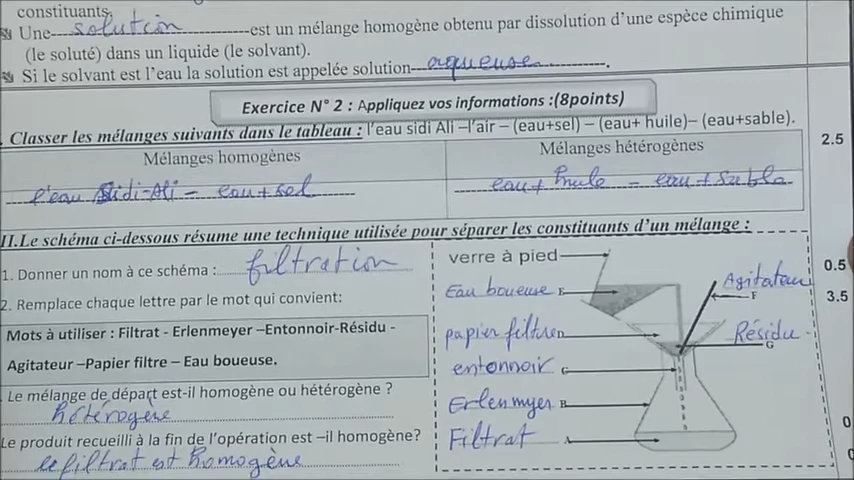 constituants.
Une solution est un mélange homogène obtenu par dissolution d'une espèce chimique
(le soluté) dans un liquide (le solvant).
Si le solvant est l'eau la solution est appelée solution aqueuse.
Exercice N° 2 : Appliquez vos informations :(8points)
. Classer les mélanges suivants dans le tableau : l'eau sidi Ali –l'air – (eau+sel) – (eau+ huile)– (eau+sable).
2.5
Mélanges homogènes
Mélanges hétérogènes
l'eau Sidi-Ali – eau + sel
eau + huile – eau + sable
II.Le schéma ci-dessous résume une technique utilisée pour séparer les constituants d'un mélange :
1. Donner un nom à ce schéma : filtration
0.5
2. Remplace chaque lettre par le mot qui convient:
3.5
Mots à utiliser : Filtrat - Erlenmeyer –Entonnoir-Résidu -
Agitateur –Papier filtre – Eau boueuse.
. Le mélange de départ est-il homogène ou hétérogène ?
hétérogène
0
Le produit recueilli à la fin de l'opération est –il homogène?
le filtrat est homogène
verre à pied
Eau boueuse E
Agitateur F
papier filtre D
Résidu G
entonnoir C
Erlenmyer B
Filtrat A